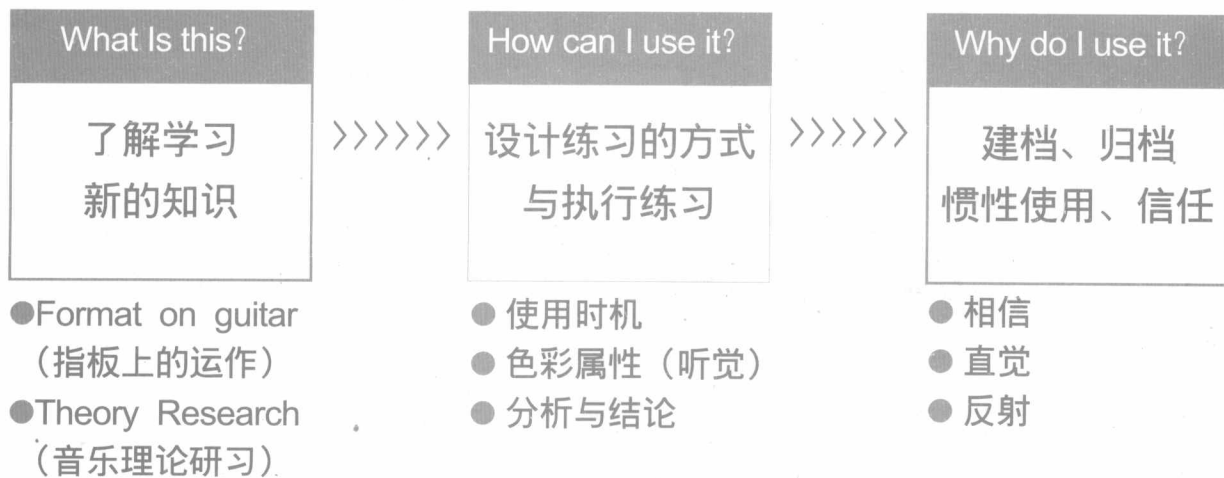 What Is this?
了解学习
新的知识
●Format on guitar
（指板上的运作）
●Theory Research
（音乐理论研习）
〉〉〉〉〉〉
How can I use it?
设计练习的方式
与执行练习
● 使用时机
● 色彩属性（听觉）
● 分析与结论
〉〉〉〉〉〉
Why do I use it?
建档、归档
惯性使用、信任
● 相信
● 直觉
● 反射